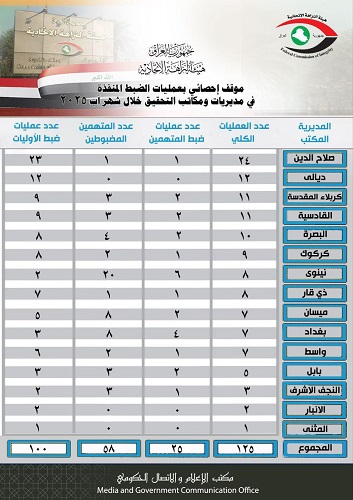 هيئة النزاهة الاتحادية
Federal Commission of Integrity
الله اكبر
جمهورية العراق
هيئة النزاهة الاتحادية
موقف إحصائي بعمليات الضبط المنفذة
في مديريات ومكاتب التحقيق خلال شهر آب ٢٠٢٥
المديرية المكتب عدد العمليات الكلي عدد عمليات ضبط المتهمين عدد المتهمين المضبوطين عدد عمليات ضبط الأوليات
صلاح الدين ٢٤ ١ ١ ٢٣
ديالى ١٢ ٠ ٠ ١٢
كربلاء المقدسة ١١ ٢ ٣ ٩
القادسية ١١ ٢ ٣ ٩
البصرة ١٠ ٢ ٤ ٨
كركوك ٩ ١ ٢ ٨
نينوى ٨ ٦ ٢٠ ٢
ذي قار ٨ ١ ١ ٧
ميسان ٧ ٢ ٨ ٥
بغداد ٧ ٤ ٨ ٣
واسط ٧ ١ ٢ ٦
بابل ٥ ٢ ٣ ٣
النجف الاشرف ٣ ١ ٣ ٢
الانبار ٢ ٠ ٠ ٢
المثنى ١ ٠ ٠ ١
المجموع ١٢٥ ٢٥ ٥٨ ١٠٠
مكتب الإعلام و الاتصال الحكومي
Media and Government Communication Office